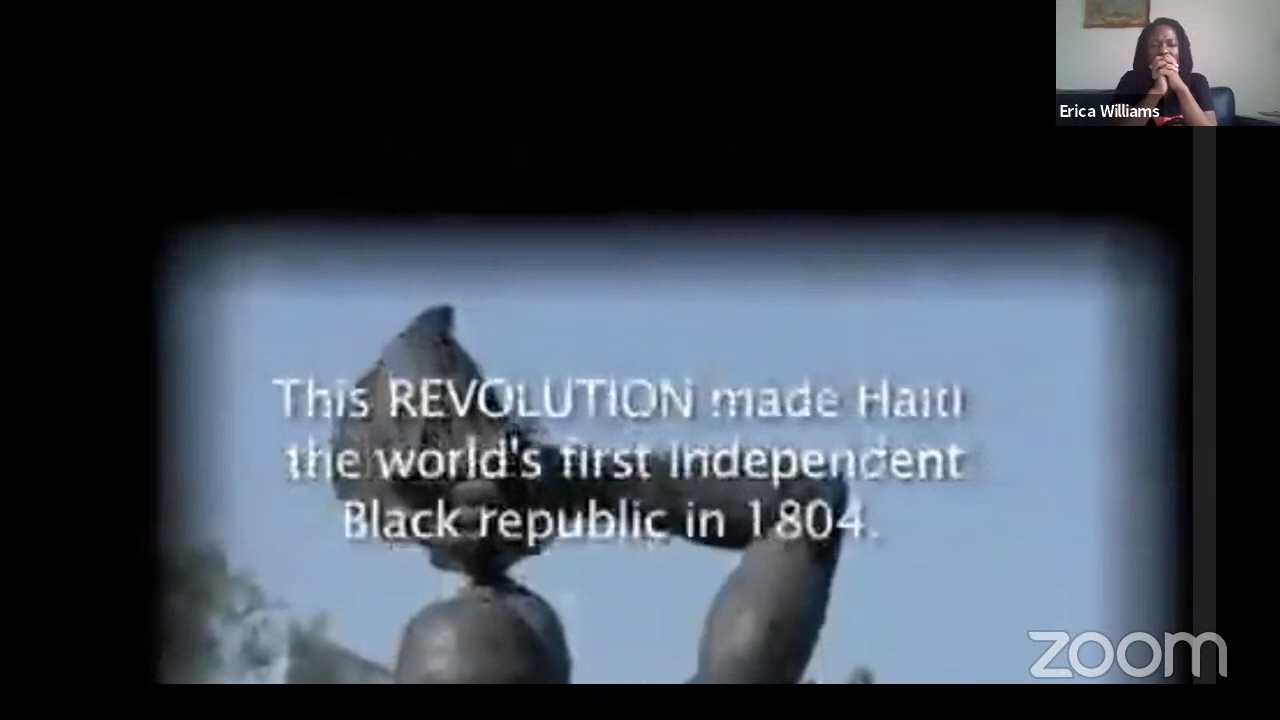 Erica Williams
This REVOLUTION made Haiti
the world's first Independent
Black republic in 1804.
zoom